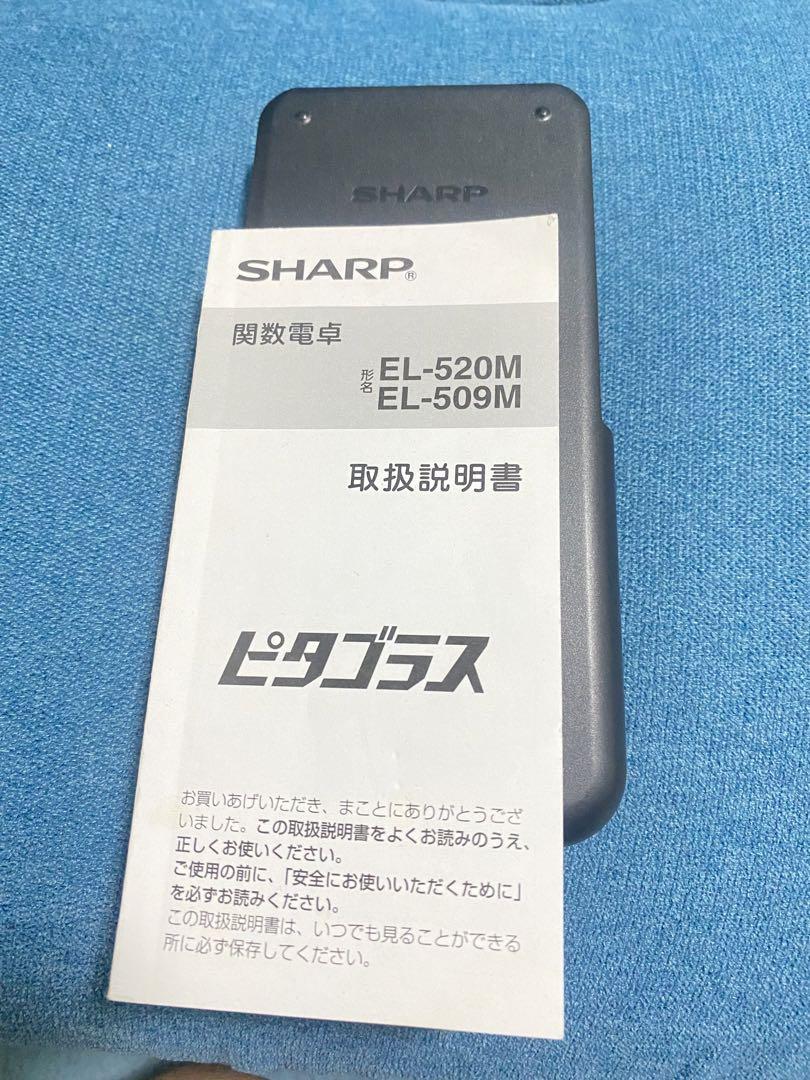 SHARP
SHARP®
関数電卓
形名 EL-520M
EL-509M
取扱説明書
ピタゴラス
お買いあげいただき、まことにありがとうござ
いました。この取扱説明書をよくお読みのうえ、
正しくお使いください。
ご使用の前に、「安全にお使いいただくために」
を必ずお読みください。
この取扱説明書は、いつでも見ることができる
所に必ず保存してください。